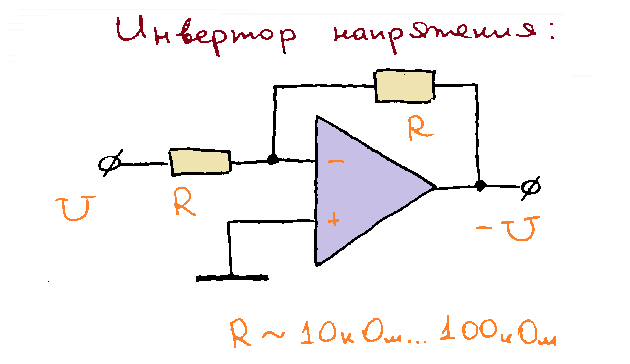 Инвертор напряжения:
R
-
U
R
+
-U
R ~ 10кОм... 100кОм